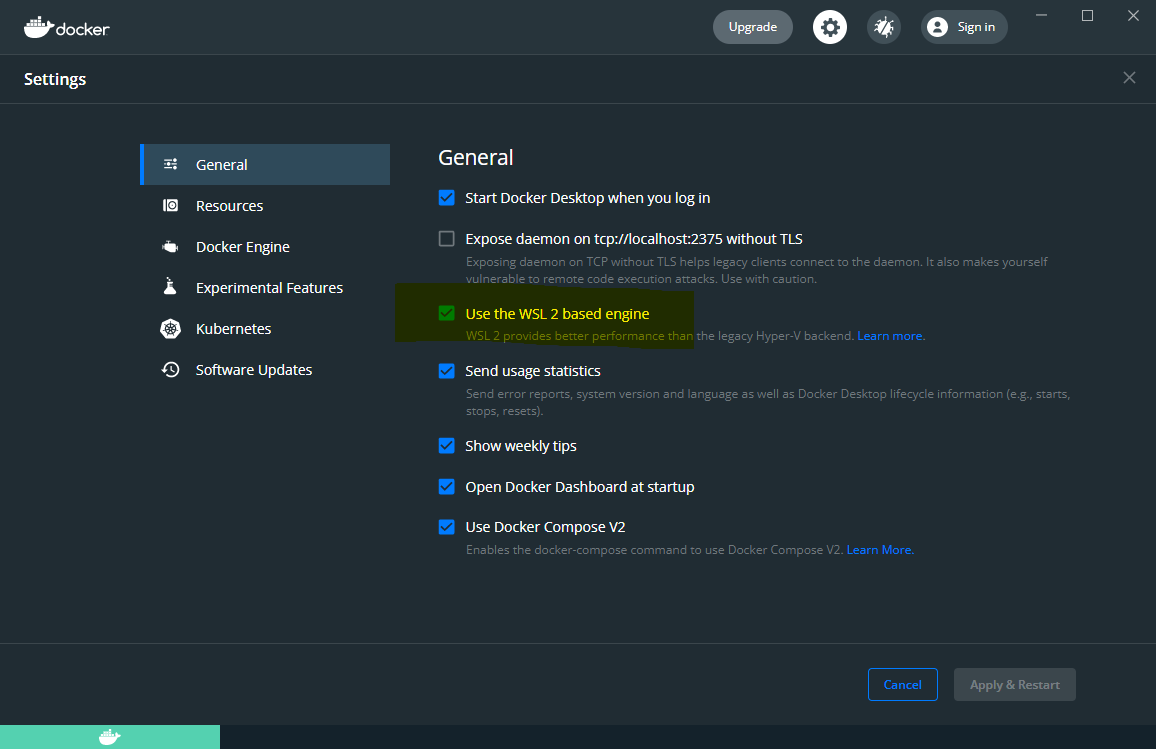 docker
Upgrade
Sign in
Settings
General
Resources
Docker Engine
Experimental Features
Kubernetes
Software Updates
General
Start Docker Desktop when you log in
Expose daemon on tcp://localhost:2375 without TLS
Exposing daemon on TCP without TLS helps legacy clients connect to the daemon. It also makes yourself
vulnerable to remote code execution attacks. Use with caution.
Use the WSL 2 based engine
WSL 2 provides better performance than the legacy Hyper-V backend. Learn more.
Send usage statistics
Send error reports, system version and language as well as Docker Desktop lifecycle information (e.g., starts,
stops, resets).
Show weekly tips
Open Docker Dashboard at startup
Use Docker Compose V2
Enables the docker-compose command to use Docker Compose V2. Learn More.
Cancel
Apply & Restart